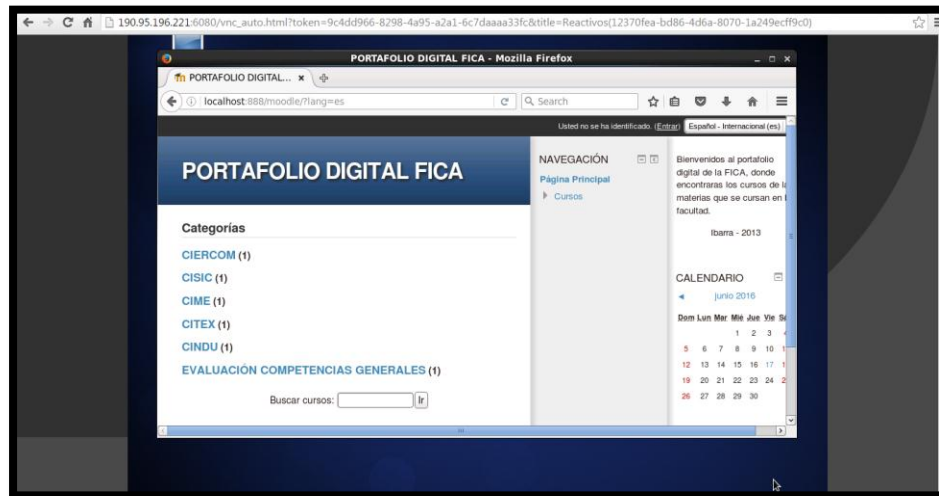 190.95.196.221:6080/vnc_auto.html?token=9c4dd966-8298-4a95-a2a1-6c7daaaa33fc&title=Reactivos(12370fea-bd86-4d6a-8070-1a249ecff9c0)
PORTAFOLIO DIGITAL FICA - Mozilla Firefox
PORTAFOLIO DIGITAL...
localhost:888/moodle/?lang=es
Search
Usted no se ha identificado. (Entrar)
Español - Internacional (es)
PORTAFOLIO DIGITAL FICA
Categorías
CIERCOM (1)
CISIC (1)
CIME (1)
CITEX (1)
CINDU (1)
EVALUACIÓN COMPETENCIAS GENERALES (1)
Buscar cursos:
Ir
NAVEGACIÓN
Página Principal
Cursos
Bienvenidos al portafolio
digital de la FICA, donde
encontraras los cursos de
materias que se cursan en
facultad.
Ibarra - 2013
CALENDARIO
junio 2016
Dom Lun Mar Mié Jue Vie
1 2 3
5 6 7 8 9 10
12 13 14 15 16 17
19 20 21 22 23 24
26 27 28 29 30